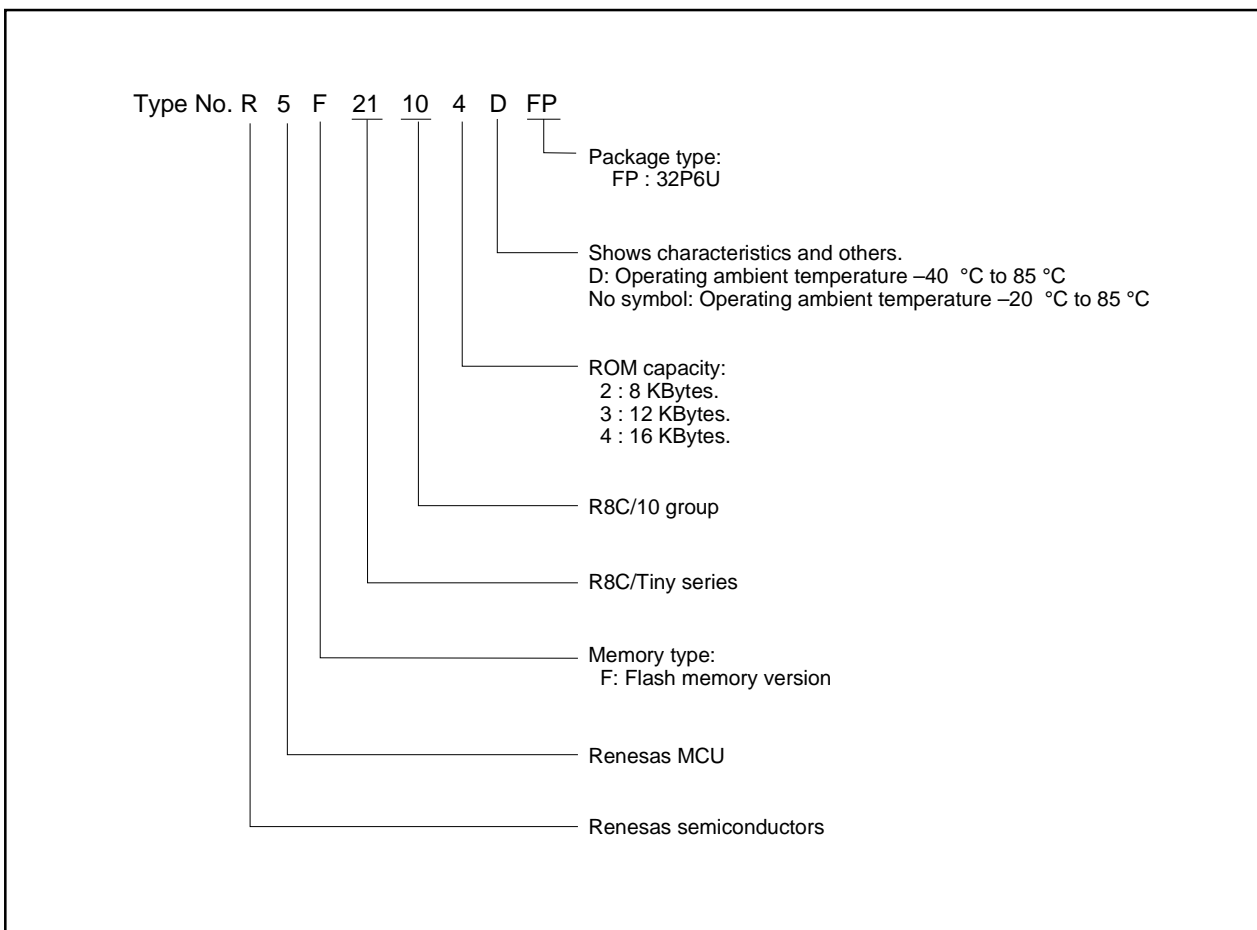 Type No. R 5 F 21 10 4 D FP
Package type:
FP : 32P6U
Shows characteristics and others.
D: Operating ambient temperature –40 °C to 85 °C
No symbol: Operating ambient temperature –20 °C to 85 °C
ROM capacity:
2 : 8 KBytes.
3 : 12 KBytes.
4 : 16 KBytes.
R8C/10 group
R8C/Tiny series
Memory type:
F: Flash memory version
Renesas MCU
Renesas semiconductors